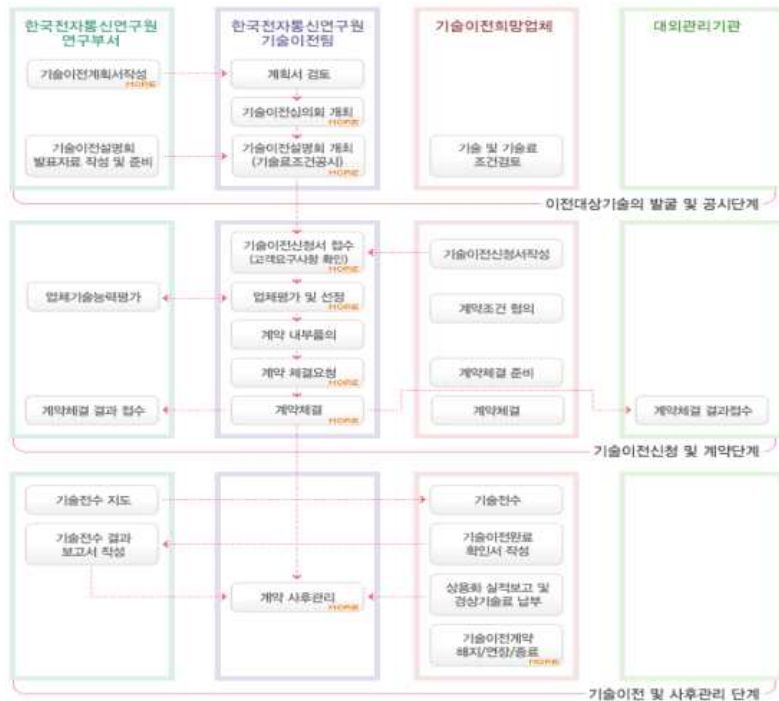 한국전자통신연구원
연구부서
한국전자통신연구원
기술이전팀
기술이전희망업체
대외관리기관
기술이전계획서작성
MORE
계획서 검토
기술이전심의회 개최
MORE
기술이전설명회
발표자료 작성 및 준비
기술이전설명회 개최
(기술료조건공시)
MORE
기술 및 기술료
조건검토
이전대상기술의 발굴 및 공시단계
기술이전신청서 접수
(고객요구사항 확인)
MORE
기술이전신청서작성
업체기술능력평가
업체평가 및 선정
MORE
계약조건 협의
계약 내부품의
계약 체결요청
MORE
계약체결 준비
계약체결 결과 접수
계약체결
MORE
계약체결
계약체결 결과접수
기술이전신청 및 계약단계
기술전수 지도
기술전수
기술전수 결과
보고서 작성
기술이전완료
확인서 작성
계약 사후관리
MORE
상용화 실적보고 및
경상기술료 납부
기술이전계약
해지/연장/종료
MORE
기술이전 및 사후관리 단계